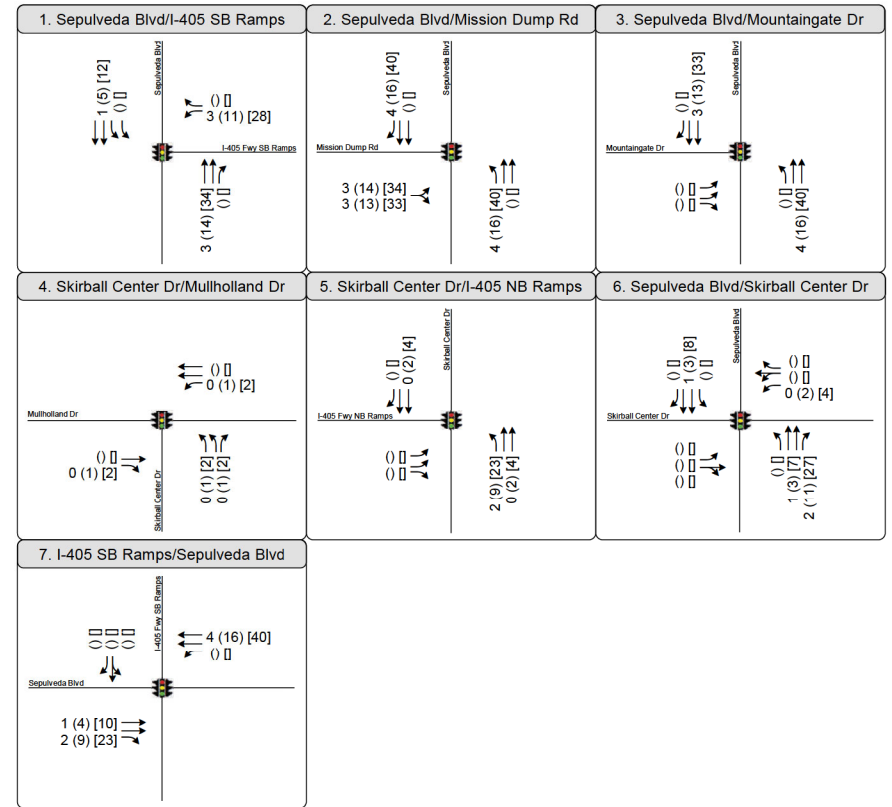 1. Sepulveda Blvd/I-405 SB Ramps
Sepulveda Blvd
1 (5) [12]
() []
() []
3 (11) [28]
I-405 Fwy SB Ramps
3 (14) [34]
() []
2. Sepulveda Blvd/Mission Dump Rd
Sepulveda Blvd
4 (16) [40]
() []
Mission Dump Rd
3 (14) [34]
3 (13) [33]
4 (16) [40]
() []
3. Sepulveda Blvd/Mountaingate Dr
Sepulveda Blvd
() []
3 (13) [33]
Mountaingate Dr
() []
() []
() []
4 (16) [40]
4. Skirball Center Dr/Mullholland Dr
() []
0 (1) [2]
Mullholland Dr
() []
0 (1) [2]
Skirball Center Dr
0 (1) [2]
0 (1) [2]
5. Skirball Center Dr/I-405 NB Ramps
Skirball Center Dr
() []
0 (2) [4]
I-405 Fwy NB Ramps
() []
() []
2 (9) [23]
0 (2) [4]
6. Sepulveda Blvd/Skirball Center Dr
Sepulveda Blvd
() []
1 (3) [8]
() []
() []
() []
0 (2) [4]
Skirball Center Dr
() []
() []
() []
() []
1 (3) [7]
2 (11) [27]
7. I-405 SB Ramps/Sepulveda Blvd
I-405 Fwy SB Ramps
() []
() []
() []
4 (16) [40]
() []
Sepulveda Blvd
1 (4) [10]
2 (9) [23]